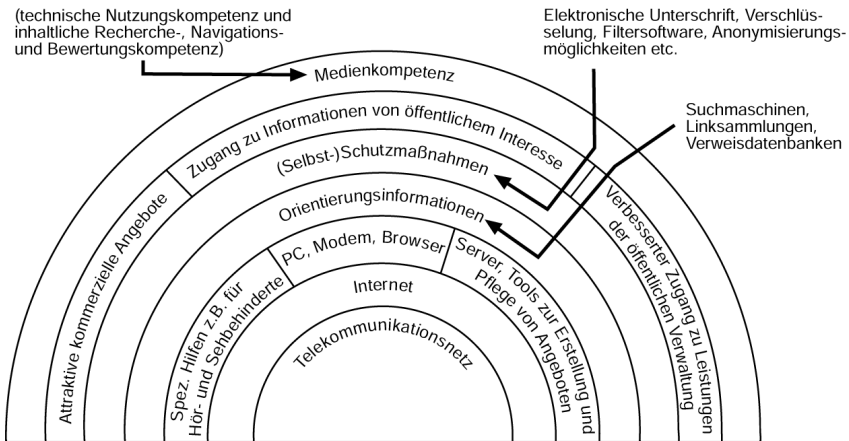 (technische Nutzungskompetenz und
inhaltliche Recherche-, Navigations-
und Bewertungskompetenz)
Elektronische Unterschrift, Verschlüs-
selung, Filtersoftware, Anonymisierungs-
möglichkeiten etc.
Suchmaschinen,
Linksammlungen,
Verweisdatenbanken
Medienkompetenz
Attraktive kommerzielle Angebote
Zugang zu Informationen von öffentlichem Interesse
Verbesserter Zugang zu Leistungen
der öffentlichen Verwaltung
(Selbst-)Schutzmaßnahmen
Orientierungsinformationen
Spez. Hilfen z.B. für
Hör- und Sehbehinderte
PC, Modem, Browser
Server, Tools zur Erstellung und
Pflege von Angeboten
Internet
Telekommunikationsnetz